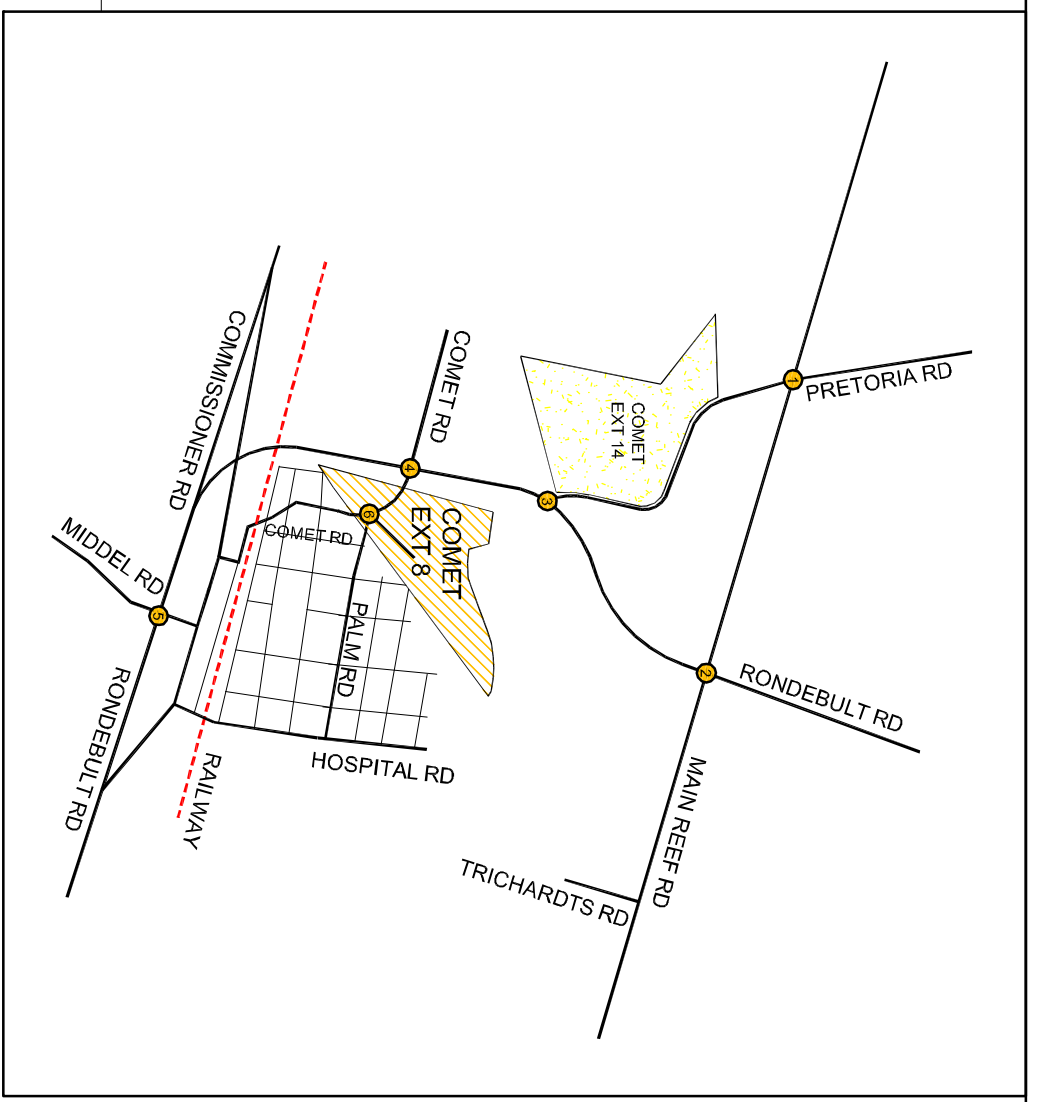 1
PRETORIA RD
COMET
EXT 14
COMET RD
COMMISSIONER RD
4
3
6
COMET
EXT 8
COMET RD
MIDDEL RD
5
PALM RD
2
RONDEBULT RD
RONDEBULT RD
RAILWAY
HOSPITAL RD
MAIN REEF RD
TRICHARDTS RD